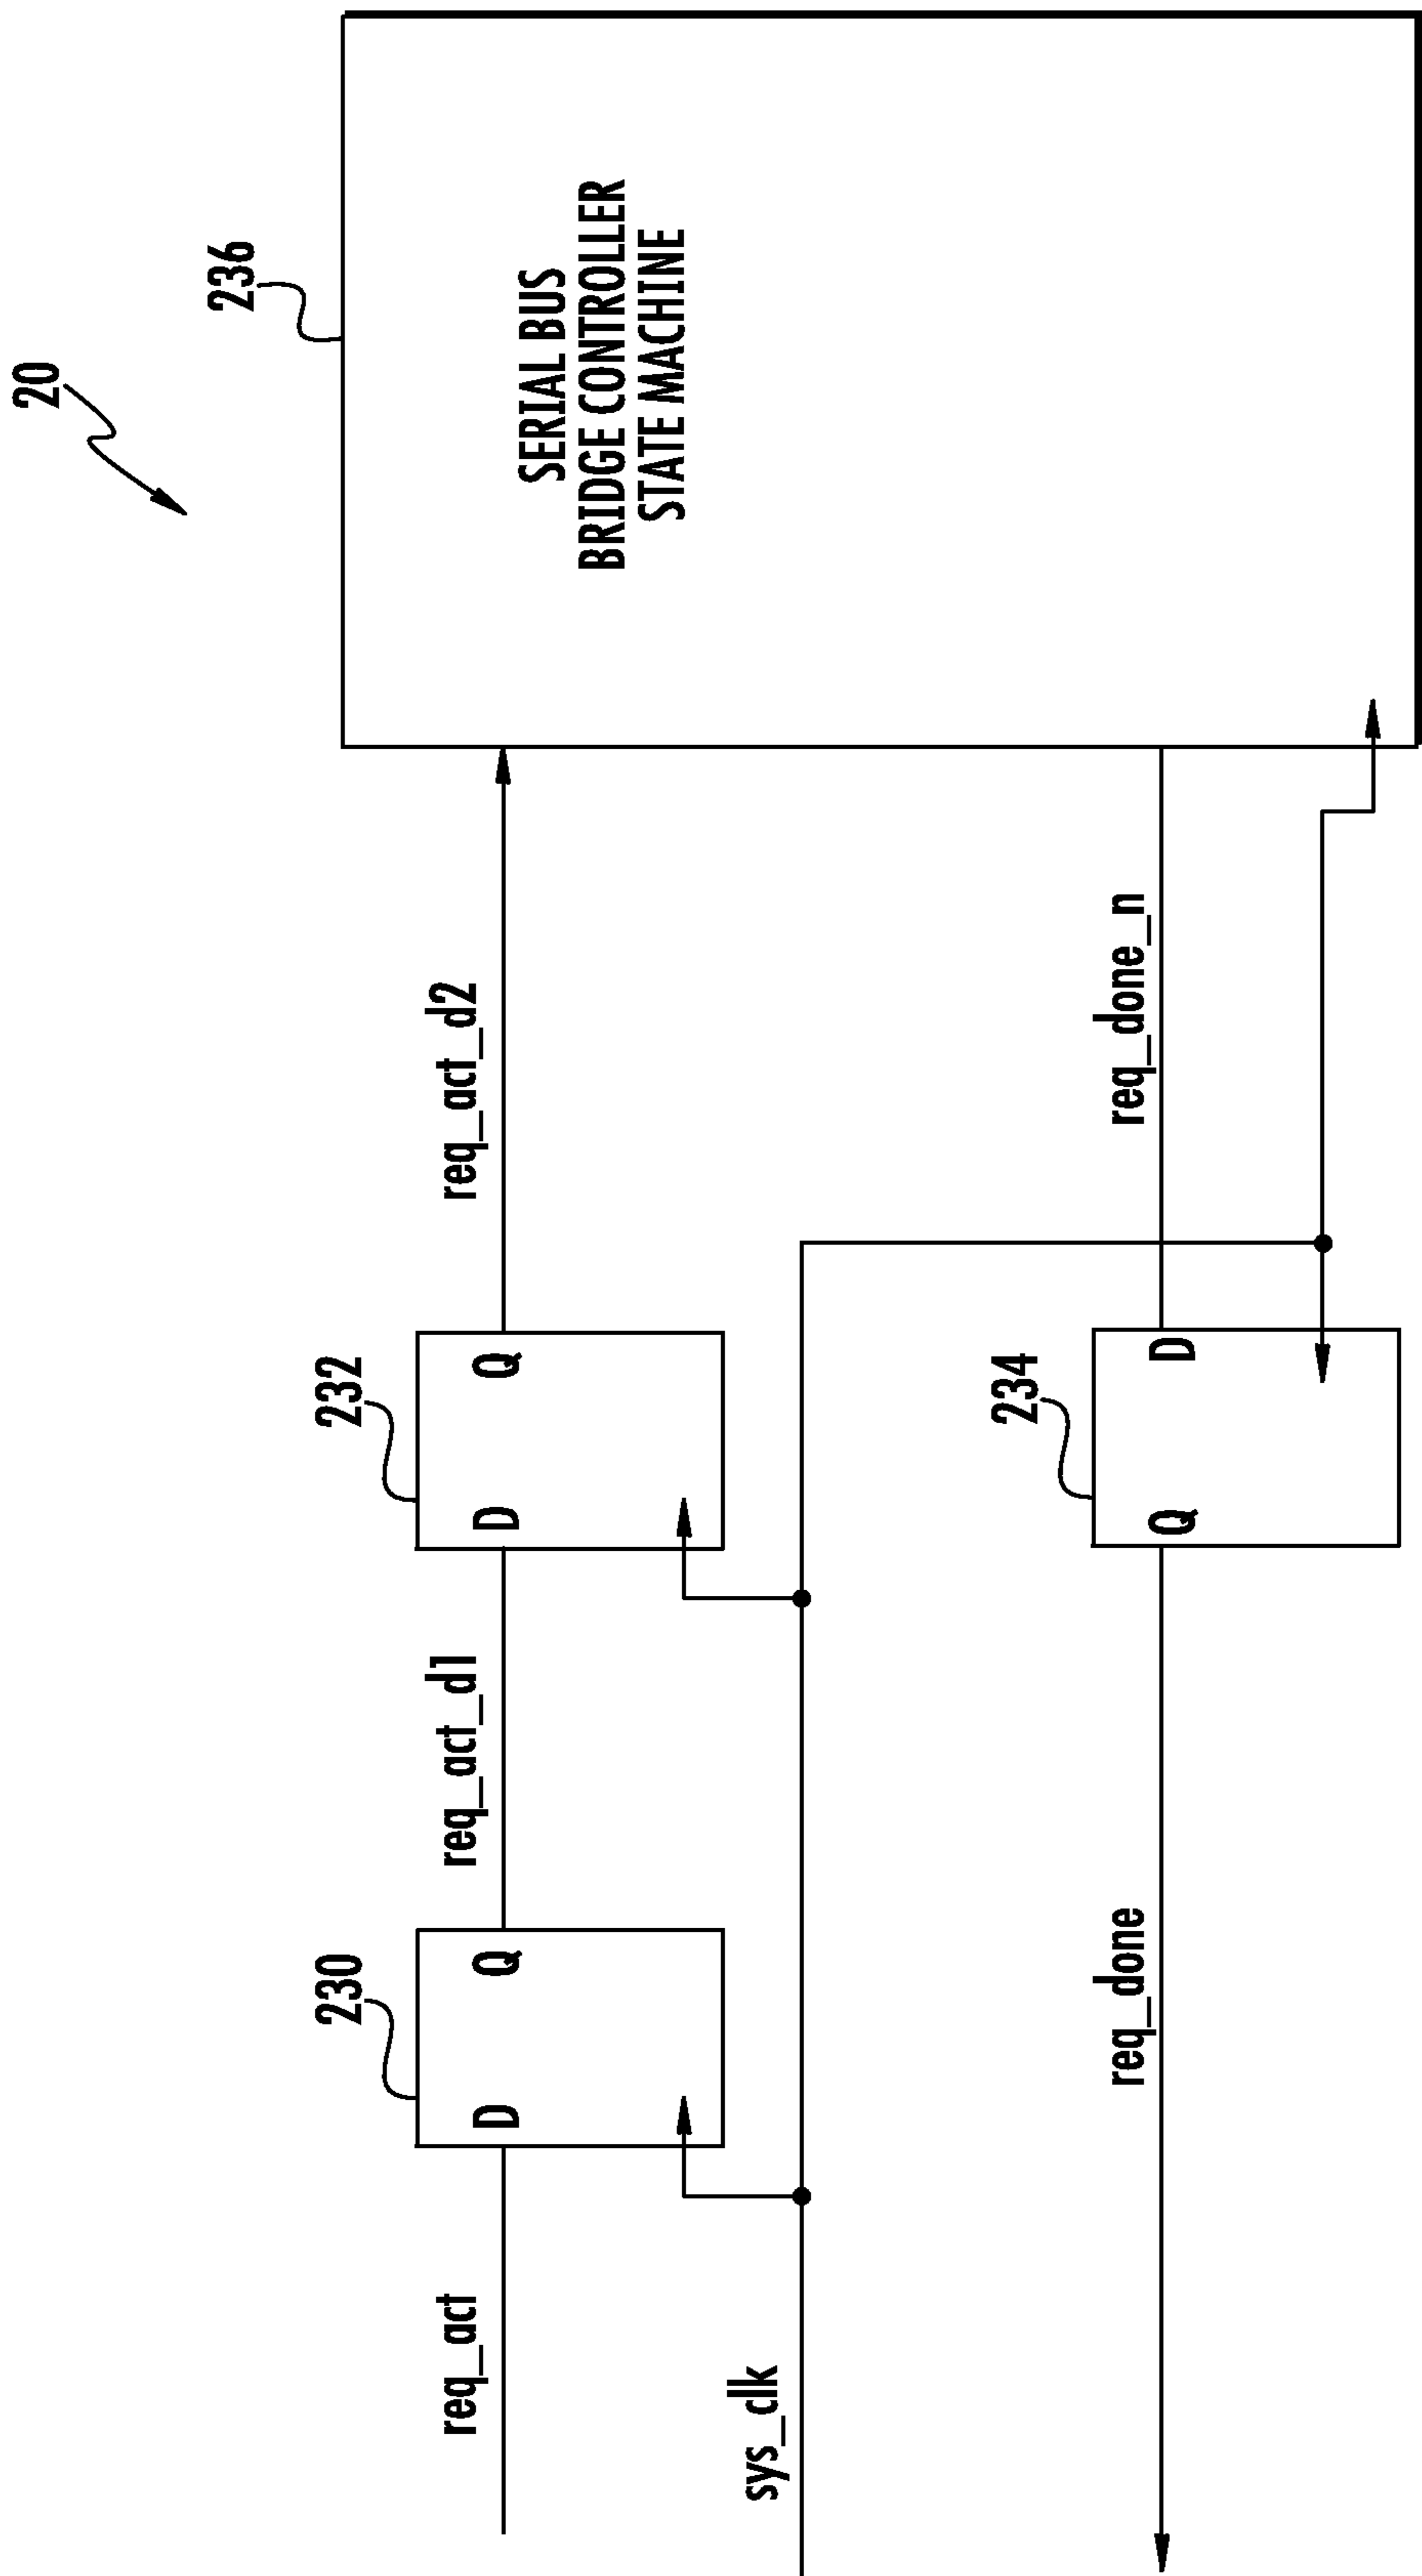 20
236
SERIAL BUS
BRIDGE CONTROLLER
STATE MACHINE
230
232
req_act
D
Q
req_act_d1
D
Q
req_act_d2
sys_clk
234
req_done
Q
D
req_done_n